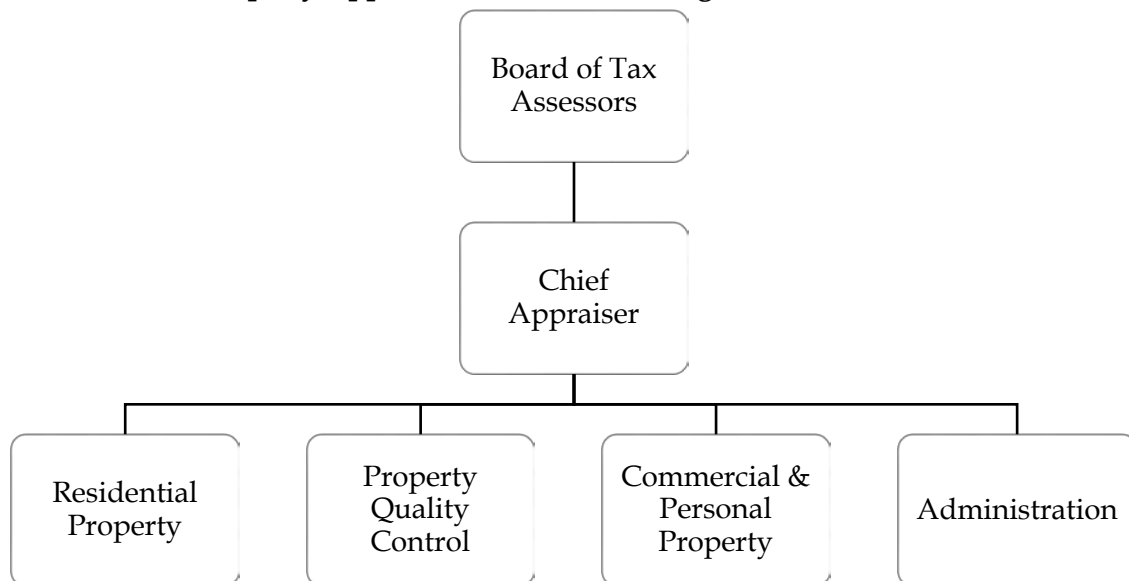 Board of Tax
Assessors
Chief
Appraiser
Residential
Property
Property
Quality
Control
Commercial &
Personal
Property
Administration